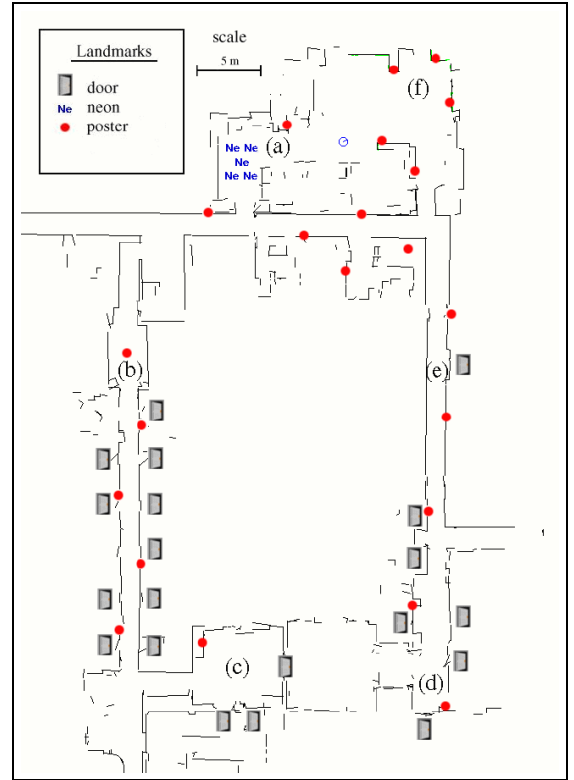 Landmarks
door
Ne neon
poster
scale
5 m
(f)
(a)
Ne Ne
Ne
Ne Ne
(b)
(e)
(c)
(d)